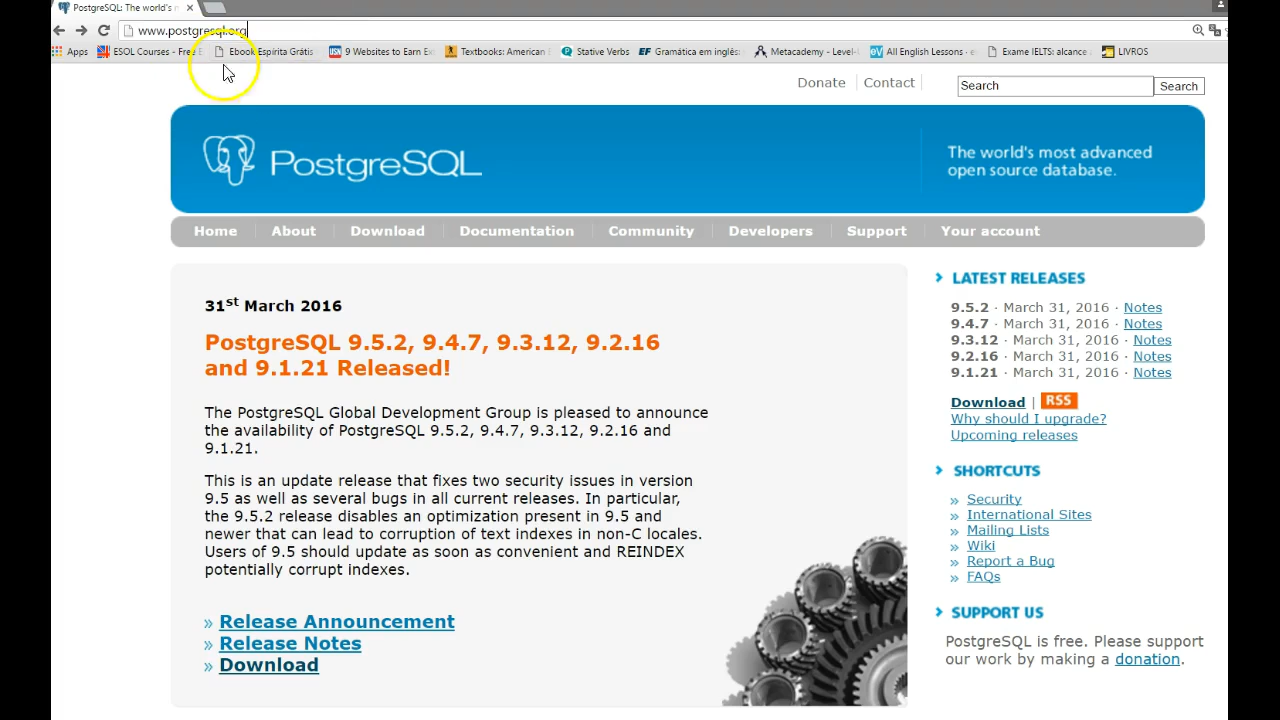 PostgreSQL: The world's m
www.postgresql.org
Apps
ESOL Courses - Free E
Ebook Espírita Grátis
9 Websites to Earn Ex
Textbooks: American E
Stative Verbs
EF Gramática em inglês:
Metacademy - Level-
eV All English Lessons - e
Exame IELTS: alcance
LIVROS
Donate
Contact
Search
Search
PostgreSQL
The world's most advanced
open source database.
Home
About
Download
Documentation
Community
Developers
Support
Your account
31st March 2016
PostgreSQL 9.5.2, 9.4.7, 9.3.12, 9.2.16
and 9.1.21 Released!
The PostgreSQL Global Development Group is pleased to announce
the availability of PostgreSQL 9.5.2, 9.4.7, 9.3.12, 9.2.16 and
9.1.21.
This is an update release that fixes two security issues in version
9.5 as well as several bugs in all current releases. In particular,
the 9.5.2 release disables an optimization present in 9.5 and
newer that can lead to corruption of text indexes in non-C locales.
Users of 9.5 should update as soon as convenient and REINDEX
potentially corrupt indexes.
» Release Announcement
» Release Notes
» Download
LATEST RELEASES
9.5.2 · March 31, 2016 · Notes
9.4.7 · March 31, 2016 · Notes
9.3.12 · March 31, 2016 · Notes
9.2.16 · March 31, 2016 · Notes
9.1.21 · March 31, 2016 · Notes
Download | RSS
Why should I upgrade?
Upcoming releases
SHORTCUTS
» Security
» International Sites
» Mailing Lists
» Wiki
» Report a Bug
» FAQs
SUPPORT US
PostgreSQL is free. Please support
our work by making a donation.